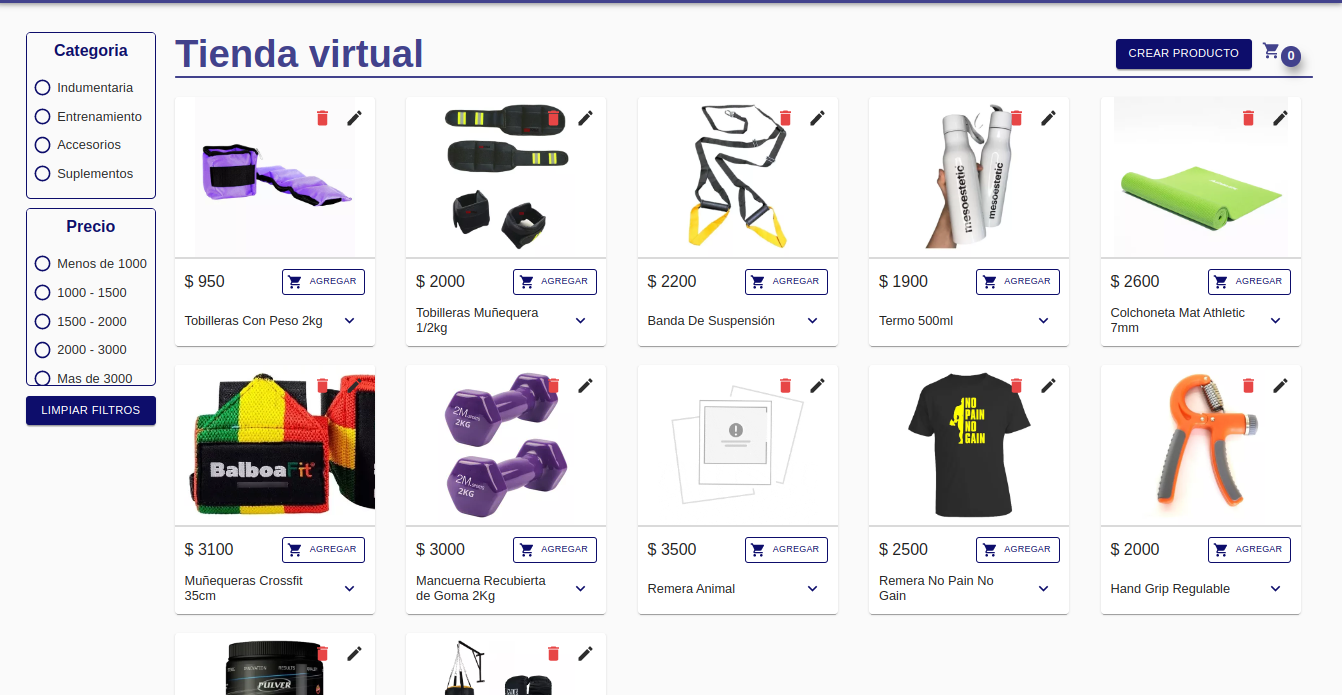 Categoria
Indumentaria
Entrenamiento
Accesorios
Suplementos
Precio
Menos de 1000
1000 - 1500
1500 - 2000
2000 - 3000
Mas de 3000
LIMPIAR FILTROS
Tienda virtual
CREAR PRODUCTO
0
mesoestetic
mesoestetic
$ 950
AGREGAR
Tobilleras Con Peso 2kg
$ 2000
AGREGAR
Tobilleras Muñequera
1/2kg
$ 2200
AGREGAR
Banda De Suspensión
$ 1900
AGREGAR
Termo 500ml
$ 2600
AGREGAR
Colchoneta Mat Athletic
7mm
BalboaFit
$ 3100
AGREGAR
Muñequeras Crossfit
35cm
2M SPORTS
2KG
2M SPORTS
2KG
$ 3000
AGREGAR
Mancuerna Recubierta
de Goma 2Kg
$ 3500
AGREGAR
Remera Animal
NO
PAIN
NO
GAIN
$ 2500
AGREGAR
Remera No Pain No
Gain
$ 2000
AGREGAR
Hand Grip Regulable
PULVER